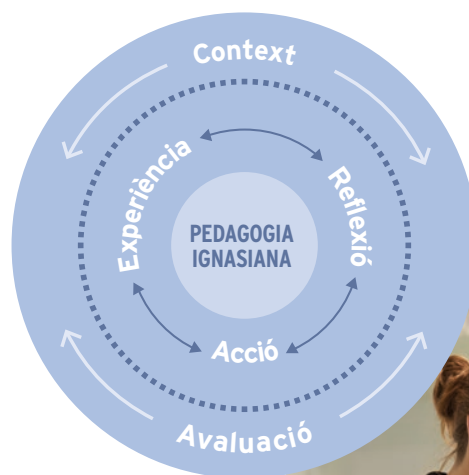 Context
Experiència
Reflexió
PEDAGOGIA
IGNASIANA
Acció
Avaluació